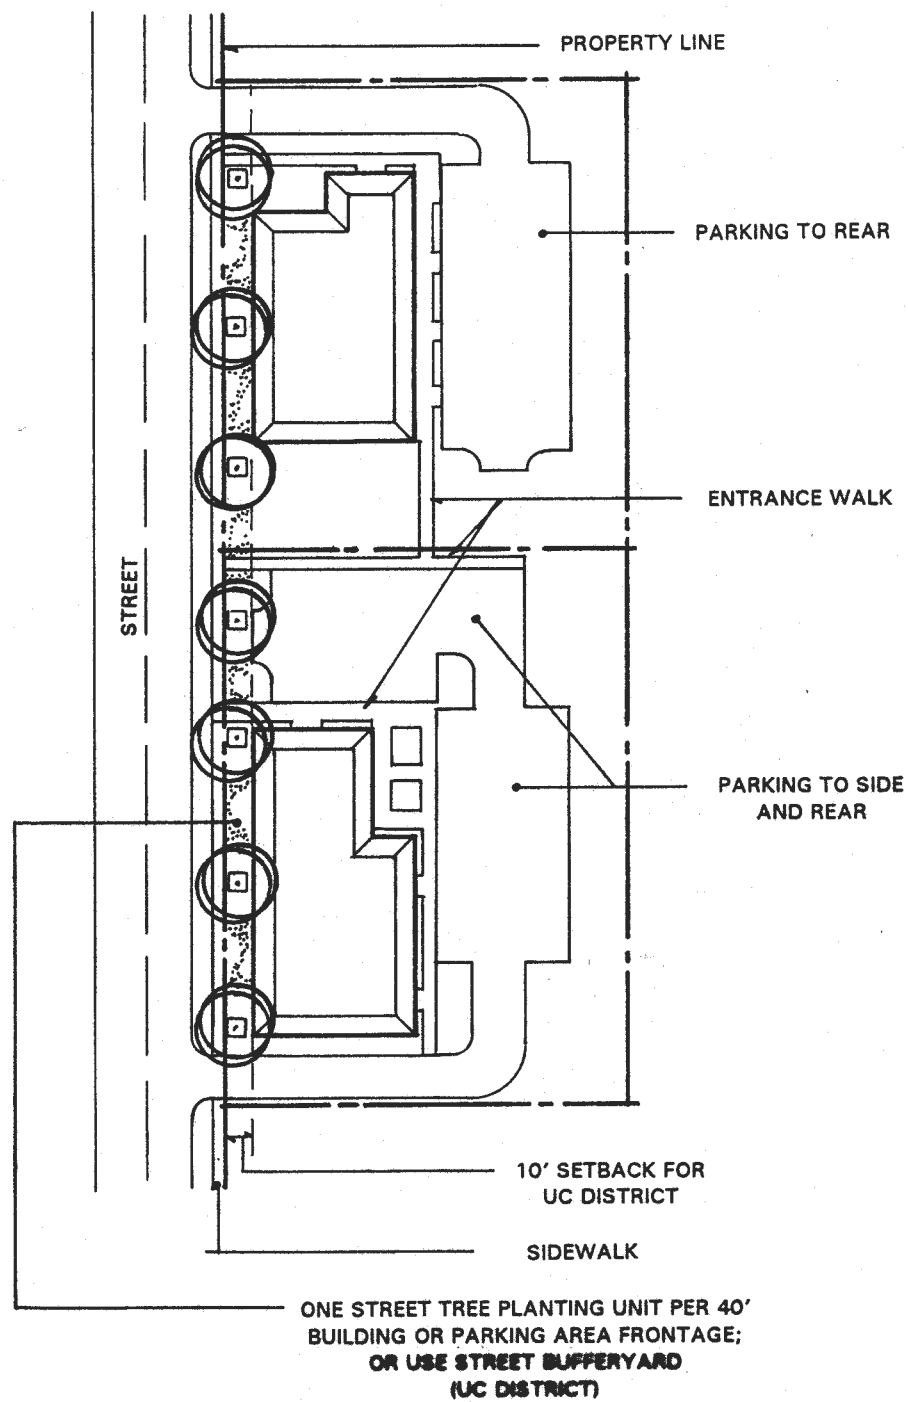 PROPERTY LINE
PARKING TO REAR
ENTRANCE WALK
STREET
PARKING TO SIDE
AND REAR
10' SETBACK FOR
UC DISTRICT
SIDEWALK
ONE STREET TREE PLANTING UNIT PER 40'
BUILDING OR PARKING AREA FRONTAGE;
OR USE STREET BUFFERYARD
(UC DISTRICT)